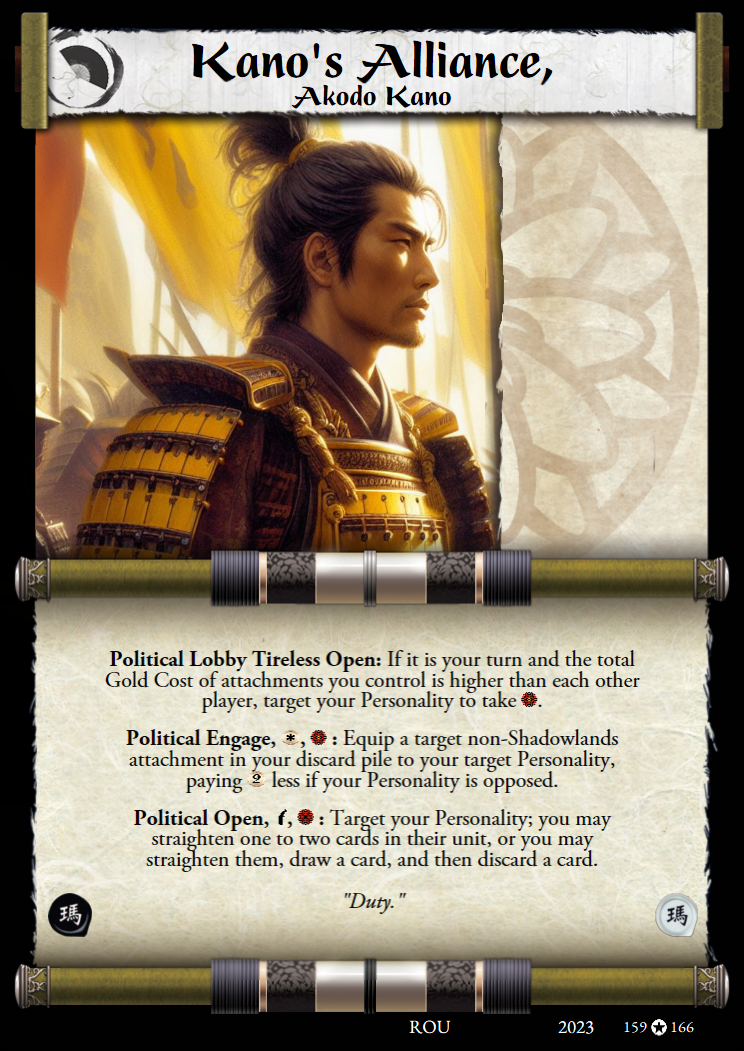 Kano's Alliance,
Akodo Kano
Political Lobby Tireless Open: If it is your turn and the total
Gold Cost of attachments you control is higher than each other
player, target your Personality to take .
Political Engage, *, : Equip a target non-Shadowlands
attachment in your discard pile to your target Personality,
paying 2 less if your Personality is opposed.
Political Open, , : Target your Personality; you may
straighten one to two cards in their unit, or you may
straighten them, draw a card, and then discard a card.
"Duty."
瑪
瑪
ROU 2023 159 166